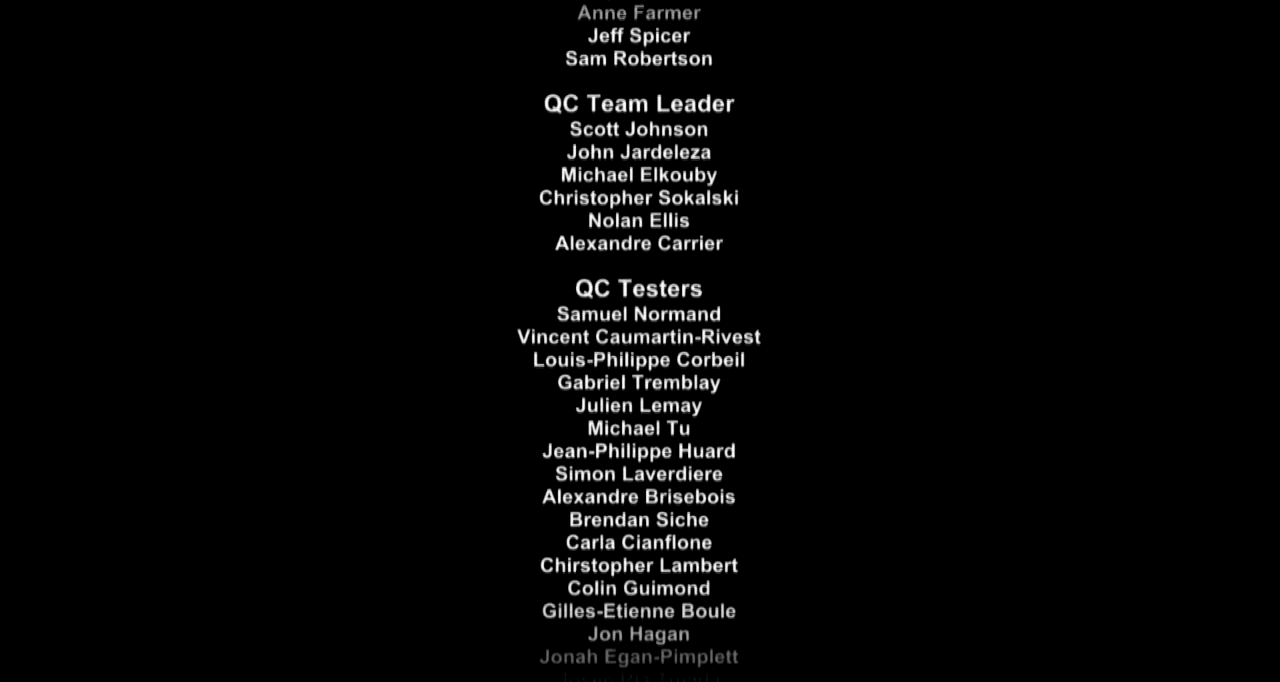 Anne Farmer
Jeff Spicer
Sam Robertson
QC Team Leader
Scott Johnson
John Jardeleza
Michael Elkouby
Christopher Sokalski
Nolan Ellis
Alexandre Carrier
QC Testers
Samuel Normand
Vincent Caumartin-Rivest
Louis-Philippe Corbeil
Gabriel Tremblay
Julien Lemay
Michael Tu
Jean-Philippe Huard
Simon Laverdiere
Alexandre Brisebois
Brendan Siche
Carla Cianflone
Chirstopher Lambert
Colin Guimond
Gilles-Etienne Boule
Jon Hagan
Jonah Egan-Pimplett